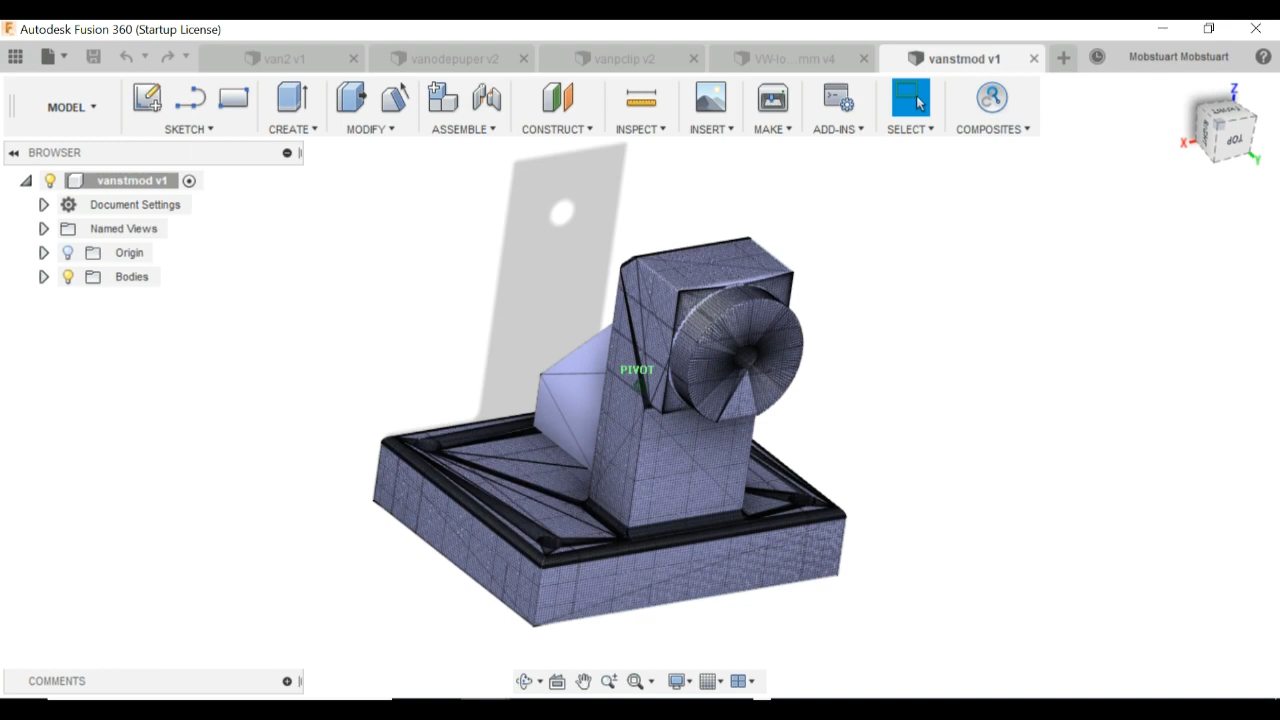 Autodesk Fusion 360 (Startup License)
van2 v1
vanodepuper v2
vanpclip v2
VW-lo...mm v4
vanstmod v1
Mobstuart Mobstuart
MODEL
SKETCH
CREATE
MODIFY
ASSEMBLE
CONSTRUCT
INSPECT
INSERT
MAKE
ADD-INS
SELECT
COMPOSITES
Z
X
Y
TOP
BROWSER
vanstmod v1
Document Settings
Named Views
Origin
Bodies
PIVOT
COMMENTS